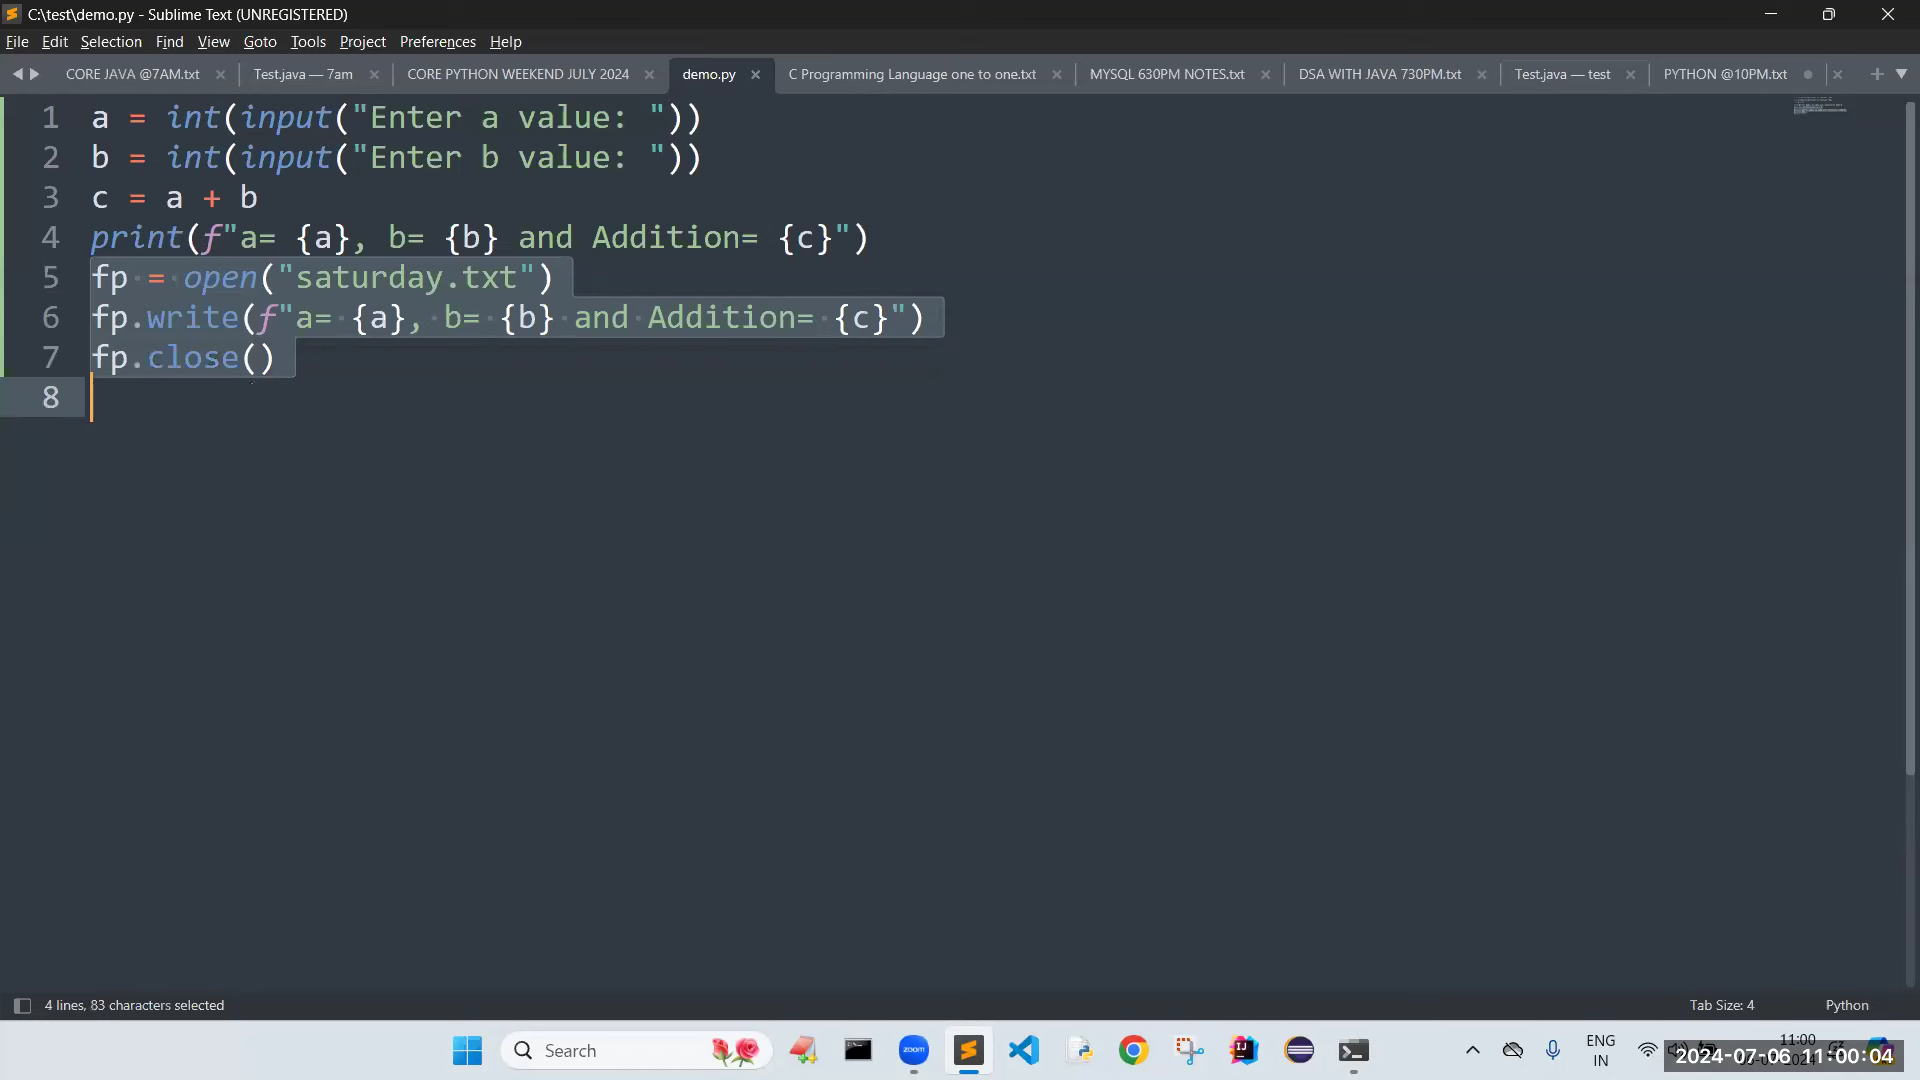 C:\test\demo.py - Sublime Text (UNREGISTERED)
File Edit Selection Find View Goto Tools Project Preferences Help
CORE JAVA @7AM.txt Test.java — 7am CORE PYTHON WEEKEND JULY 2024 demo.py C Programming Language one to one.txt MYSQL 630PM NOTES.txt DSA WITH JAVA 730PM.txt Test.java — test PYTHON @10PM.txt
1 a = int(input("Enter a value: "))
2 b = int(input("Enter b value: "))
3 c = a + b
4 print(f"a= {a}, b= {b} and Addition= {c}")
5 fp = open("saturday.txt")
6 fp.write(f"a= {a}, b= {b} and Addition= {c}")
7 fp.close()
8
4 lines, 83 characters selected Tab Size: 4 Python
Search zoom ENG 11:00
IN
2024-07-06 11:00:04